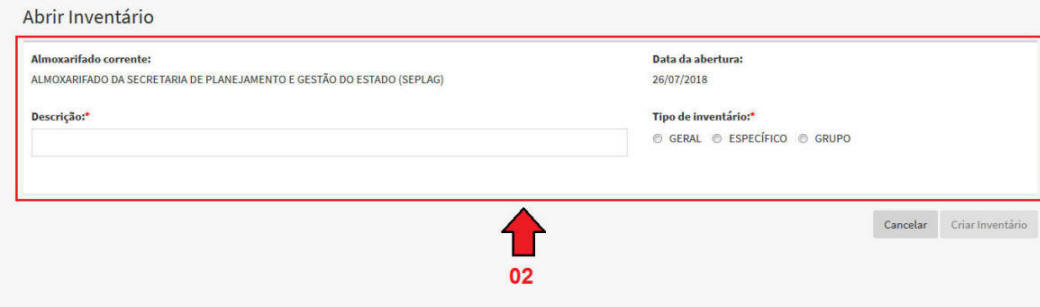 Abrir Inventário
Almoxarifado corrente:
Data da abertura:
ALMOXARIFADO DA SECRETARIA DE PLANEJAMENTO E GESTÃO DO ESTADO (SEPLAG)
26/07/2018
Descrição:*
Tipo de inventário:*
GERAL ESPECÍFICO GRUPO
Cancelar Criar Inventário
02